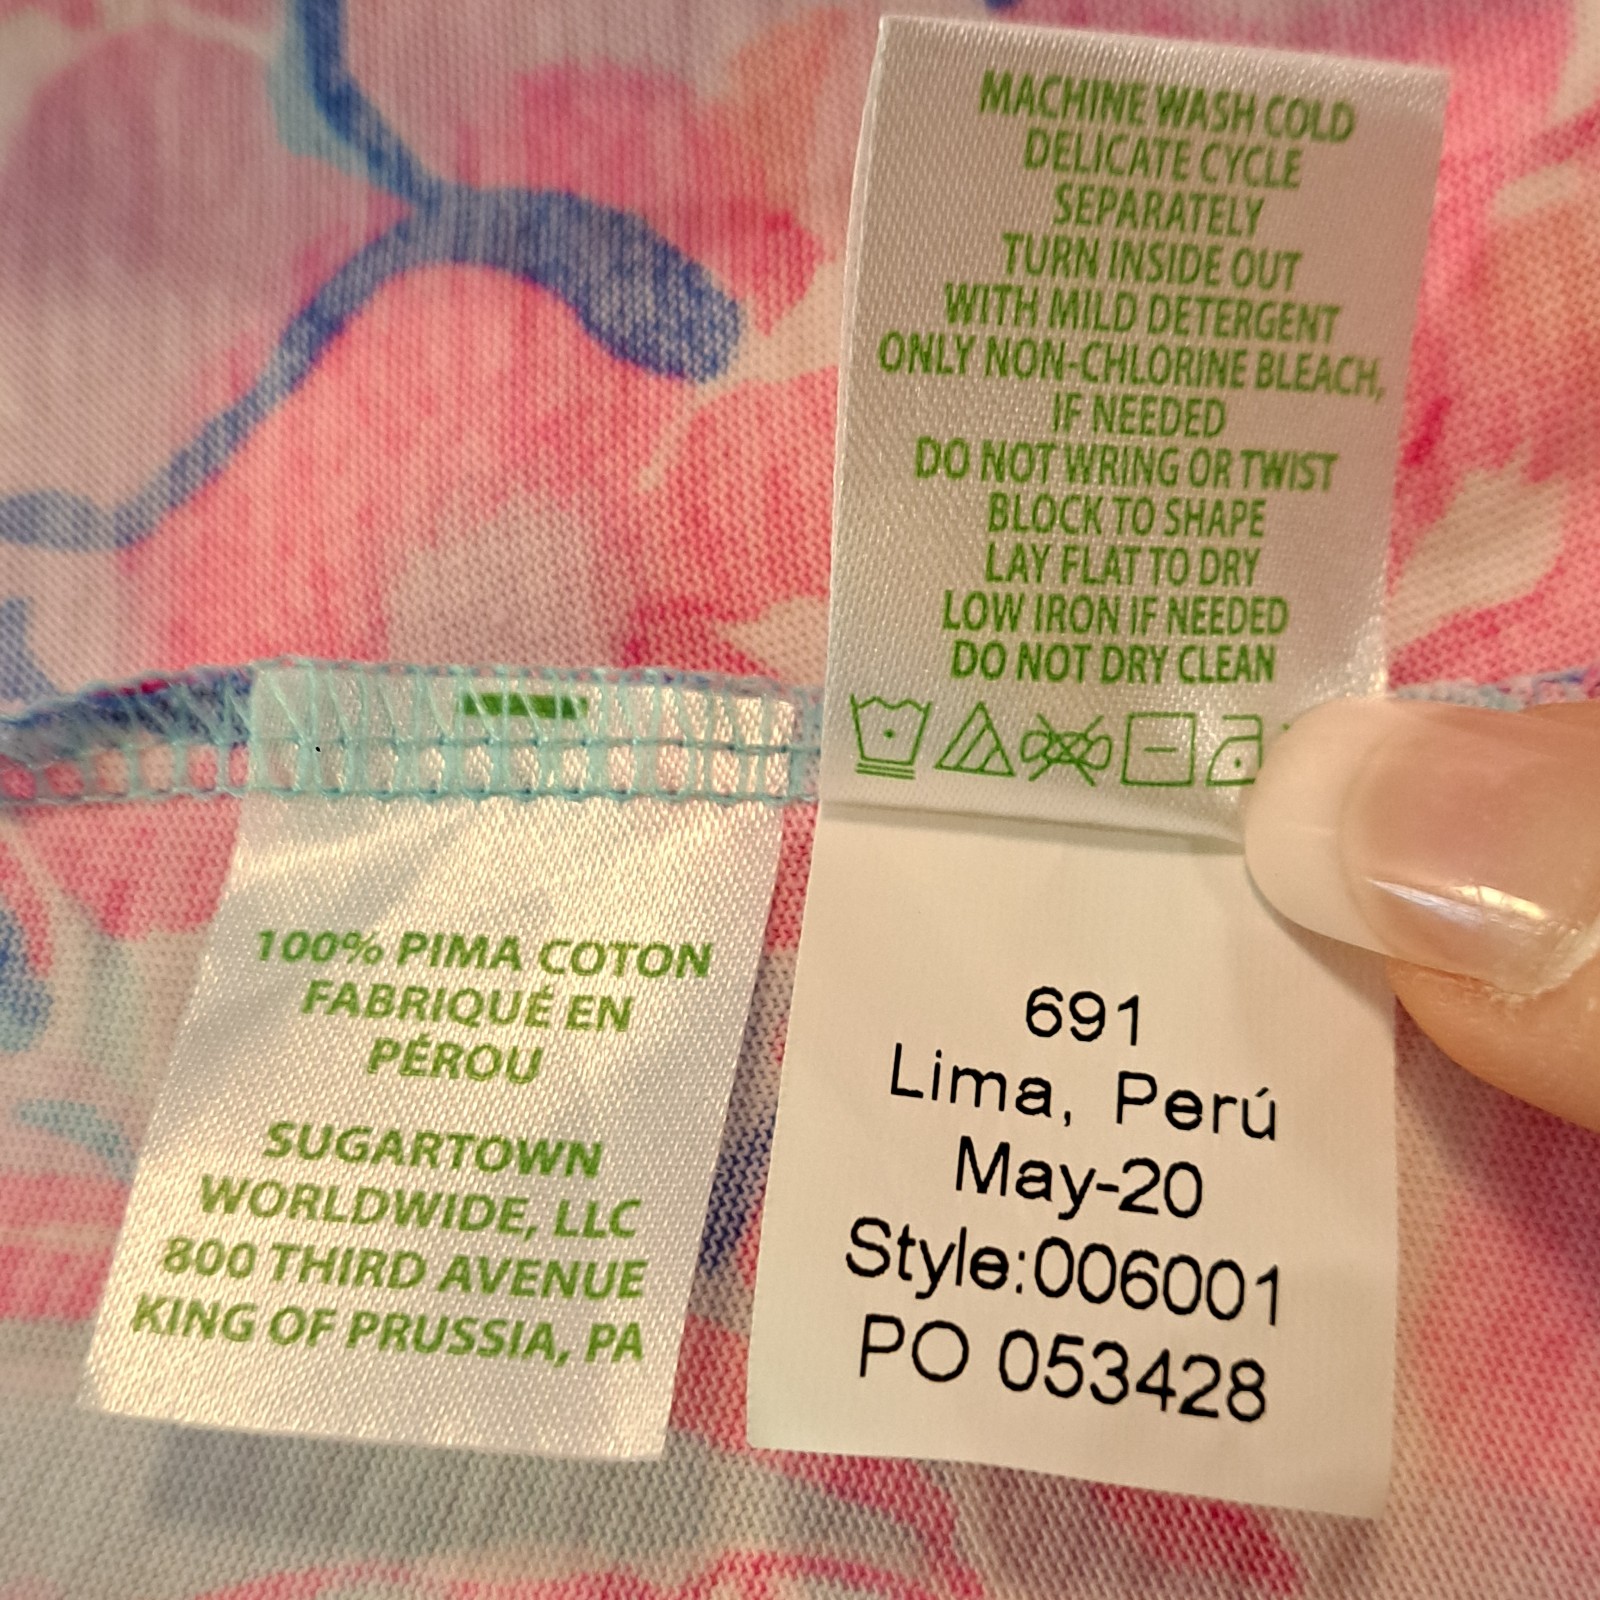 MACHINE WASH COLD
DELICATE CYCLE
SEPARATELY
TURN INSIDE OUT
WITH MILD DETERGENT
ONLY NON-CHLORINE BLEACH,
IF NEEDED
DO NOT WRING OR TWIST
BLOCK TO SHAPE
LAY FLAT TO DRY
LOW IRON IF NEEDED
DO NOT DRY CLEAN
100% PIMA COTON
FABRIQUÉ EN
PÉROU
SUGARTOWN
WORLDWIDE, LLC
800 THIRD AVENUE
KING OF PRUSSIA, PA
691
Lima, Perú
May-20
Style:006001
PO 053428